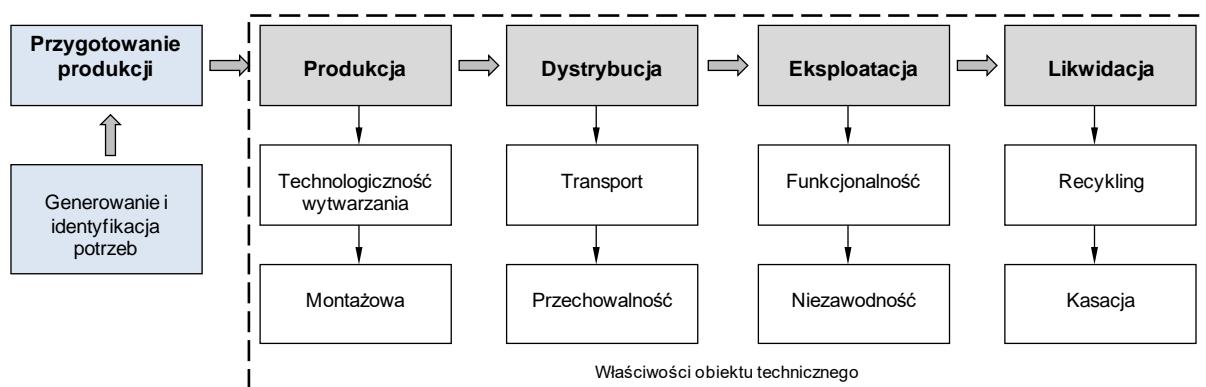 Przygotowanie
produkcji
Produkcja
Dystrybucja
Eksploatacja
Likwidacja
Generowanie i
identyfikacja
potrzeb
Technologiczność
wytwarzania
Transport
Funkcjonalność
Recykling
Montażowa
Przechowalność
Niezawodność
Kasacja
Właściwości obiektu technicznego